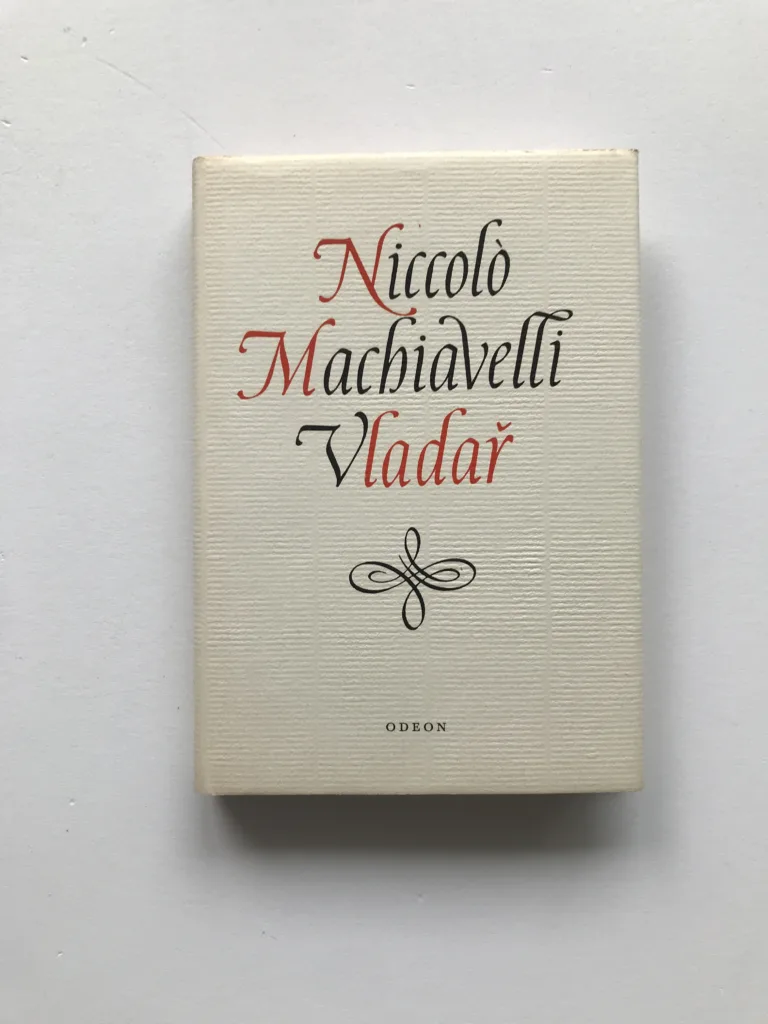 Niccolò
Machiavelli
Vladař
ODEON